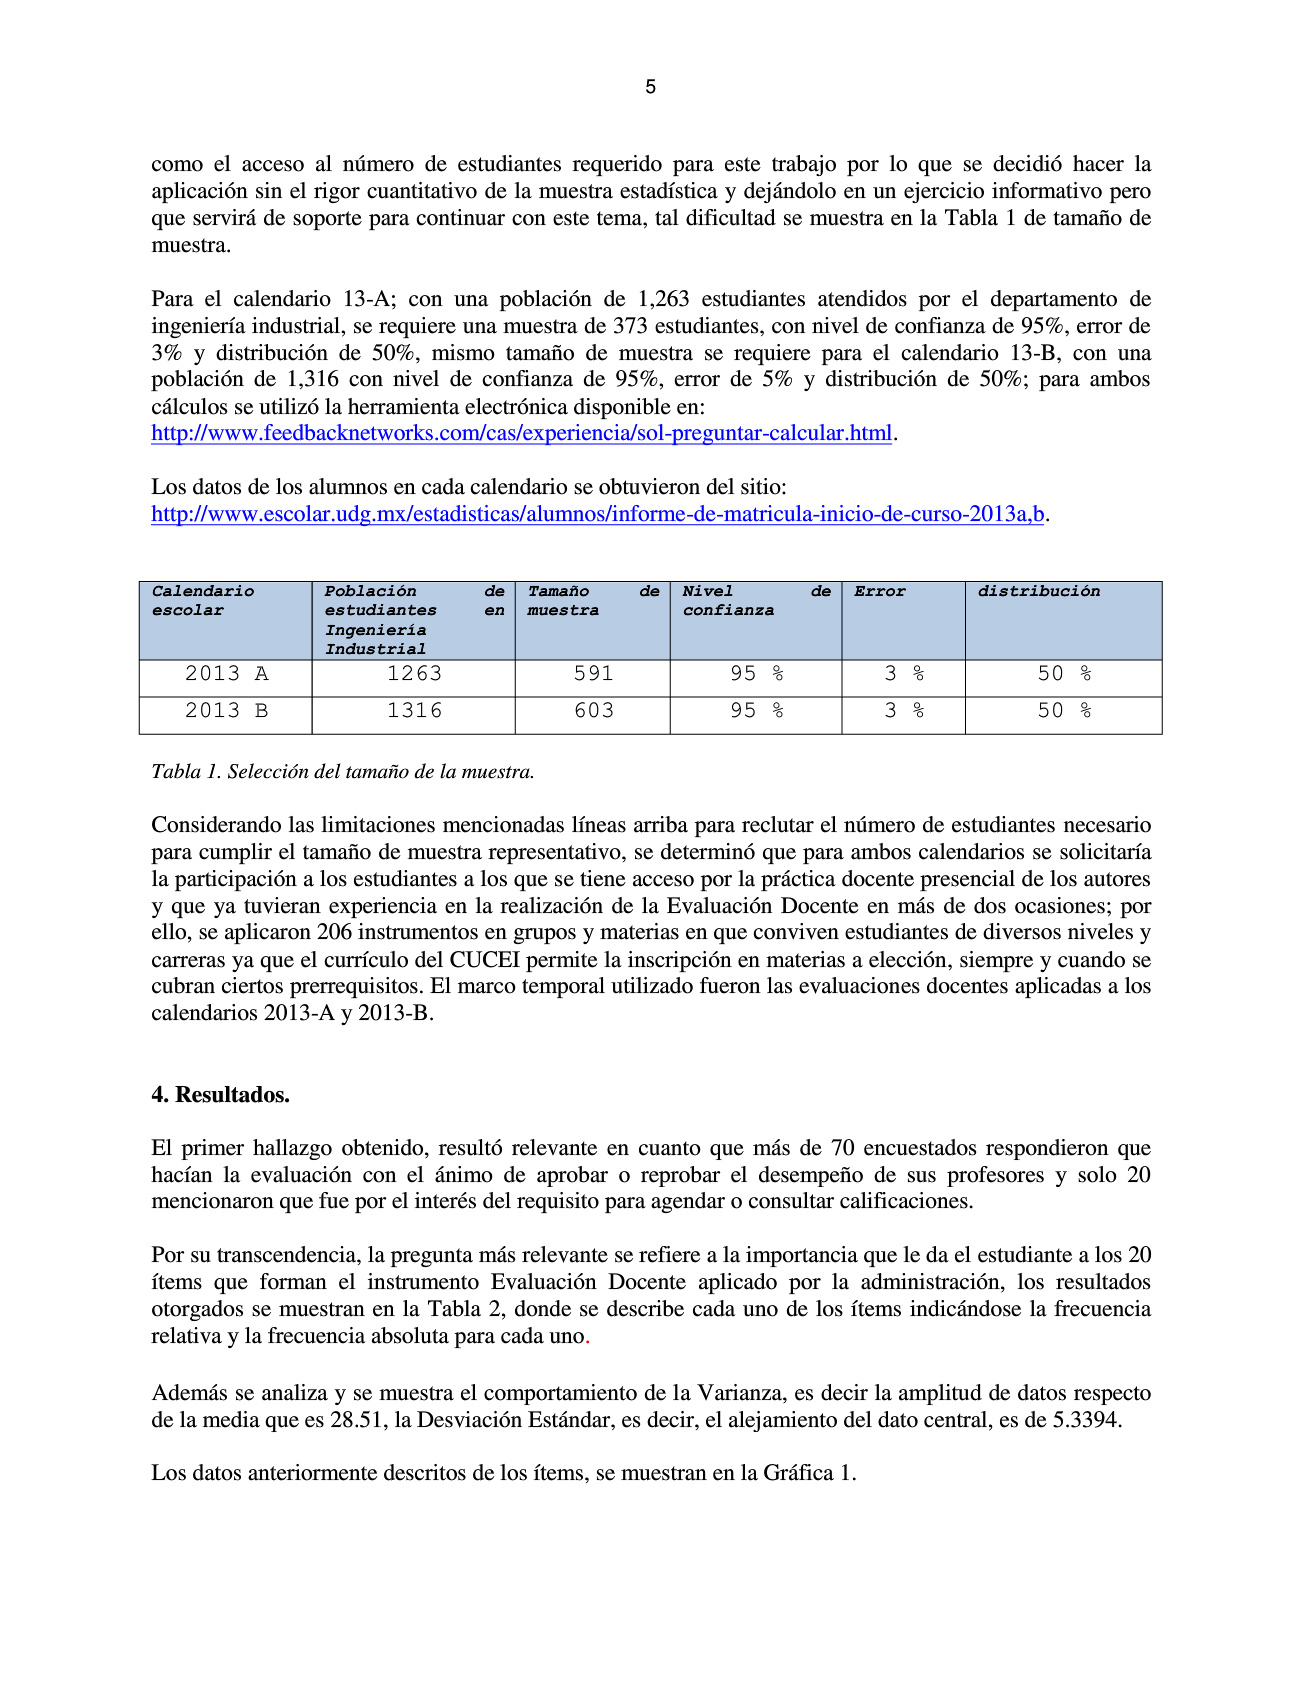 5
como el acceso al número de estudiantes requerido para este trabajo por lo que se decidió hacer la
aplicación sin el rigor cuantitativo de la muestra estadística y dejándolo en un ejercicio informativo pero
que servirá de soporte para continuar con este tema, tal dificultad se muestra en la Tabla 1 de tamaño de
muestra.
Para el calendario 13-A; con una población de 1,263 estudiantes atendidos por el departamento de
ingeniería industrial, se requiere una muestra de 373 estudiantes, con nivel de confianza de 95%, error de
3% y distribución de 50%, mismo tamaño de muestra se requiere para el calendario 13-B, con una
población de 1,316 con nivel de confianza de 95%, error de 5% y distribución de 50%; para ambos
cálculos se utilizó la herramienta electrónica disponible en:
http://www.feedbacknetworks.com/cas/experiencia/sol-preguntar-calcular.html.
Los datos de los alumnos en cada calendario se obtuvieron del sitio:
http://www.escolar.udg.mx/estadisticas/alumnos/informe-de-matricula-inicio-de-curso-2013a,b.
Calendario escolar | Población de estudiantes en Ingeniería Industrial | Tamaño de muestra | Nivel de confianza | Error | distribución
2013 A | 1263 | 591 | 95 % | 3 % | 50 %
2013 B | 1316 | 603 | 95 % | 3 % | 50 %
Tabla 1. Selección del tamaño de la muestra.
Considerando las limitaciones mencionadas líneas arriba para reclutar el número de estudiantes necesario
para cumplir el tamaño de muestra representativo, se determinó que para ambos calendarios se solicitaría
la participación a los estudiantes a los que se tiene acceso por la práctica docente presencial de los autores
y que ya tuvieran experiencia en la realización de la Evaluación Docente en más de dos ocasiones; por
ello, se aplicaron 206 instrumentos en grupos y materias en que conviven estudiantes de diversos niveles y
carreras ya que el currículo del CUCEI permite la inscripción en materias a elección, siempre y cuando se
cubran ciertos prerrequisitos. El marco temporal utilizado fueron las evaluaciones docentes aplicadas a los
calendarios 2013-A y 2013-B.
4. Resultados.
El primer hallazgo obtenido, resultó relevante en cuanto que más de 70 encuestados respondieron que
hacían la evaluación con el ánimo de aprobar o reprobar el desempeño de sus profesores y solo 20
mencionaron que fue por el interés del requisito para agendar o consultar calificaciones.
Por su transcendencia, la pregunta más relevante se refiere a la importancia que le da el estudiante a los 20
ítems que forman el instrumento Evaluación Docente aplicado por la administración, los resultados
otorgados se muestran en la Tabla 2, donde se describe cada uno de los ítems indicándose la frecuencia
relativa y la frecuencia absoluta para cada uno.
Además se analiza y se muestra el comportamiento de la Varianza, es decir la amplitud de datos respecto
de la media que es 28.51, la Desviación Estándar, es decir, el alejamiento del dato central, es de 5.3394.
Los datos anteriormente descritos de los ítems, se muestran en la Gráfica 1.